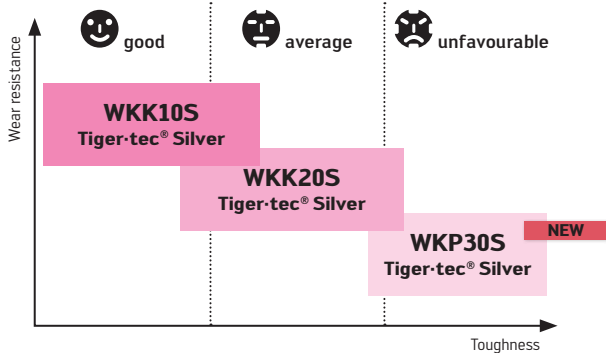 good
average
unfavourable
Wear resistance
WKK10S
Tiger·tec® Silver
WKK20S
Tiger·tec® Silver
NEW
WKP30S
Tiger·tec® Silver
Toughness